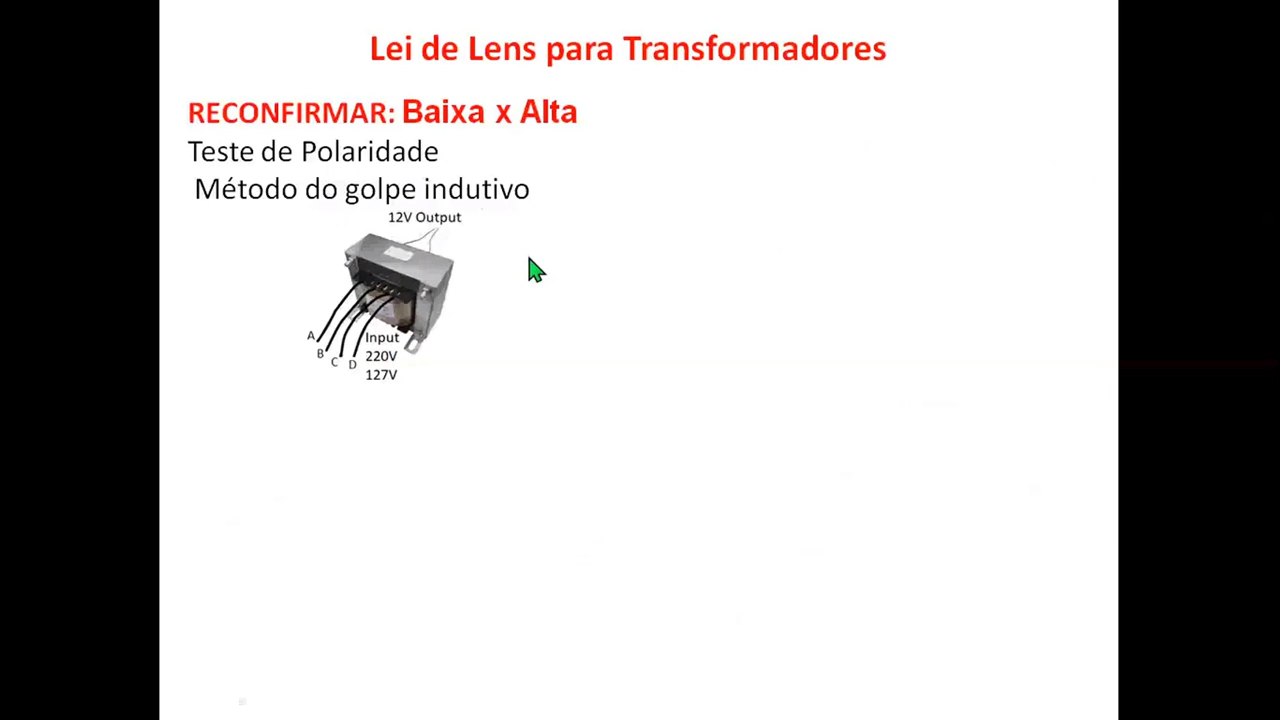 Lei de Lens para Transformadores
RECONFIRMAR: Baixa x Alta
Teste de Polaridade
Método do golpe indutivo
12V Output
A
B
C
D
Input
220V
127V